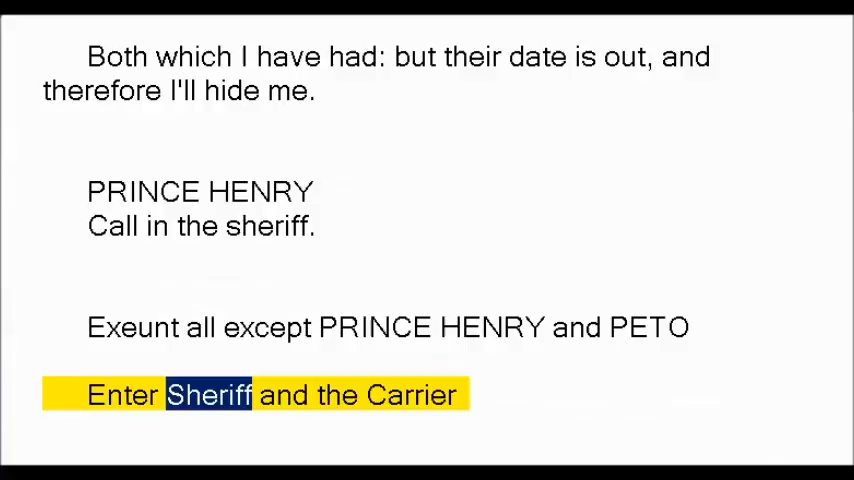 Both which I have had: but their date is out, and
therefore I'll hide me.
PRINCE HENRY
Call in the sheriff.
Exeunt all except PRINCE HENRY and PETO
Enter Sheriff and the Carrier